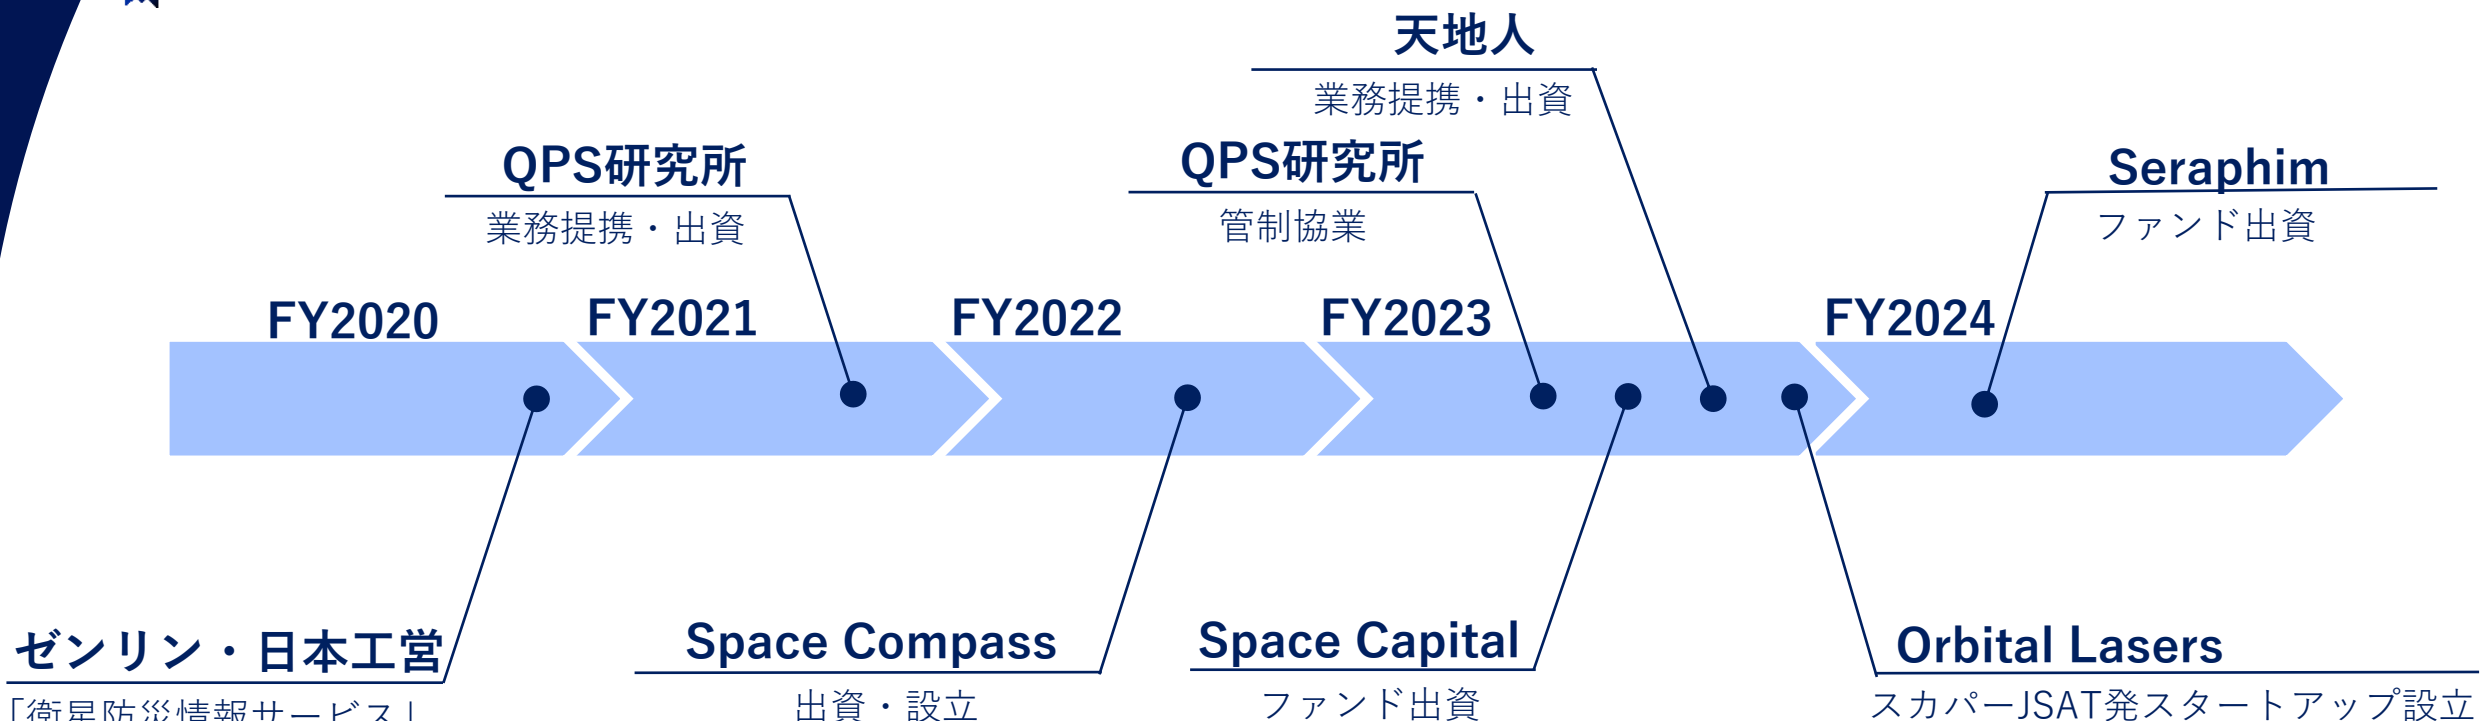 天地人
業務提携・出資
QPS研究所
業務提携・出資
QPS研究所
管制協業
Seraphim
ファンド出資
FY2020
FY2021
FY2022
FY2023
FY2024
ゼンリン・日本工営
「衛星防災情報サービス」
Space Compass
出資・設立
Space Capital
ファンド出資
Orbital Lasers
スカパーJSAT発スタートアップ設立